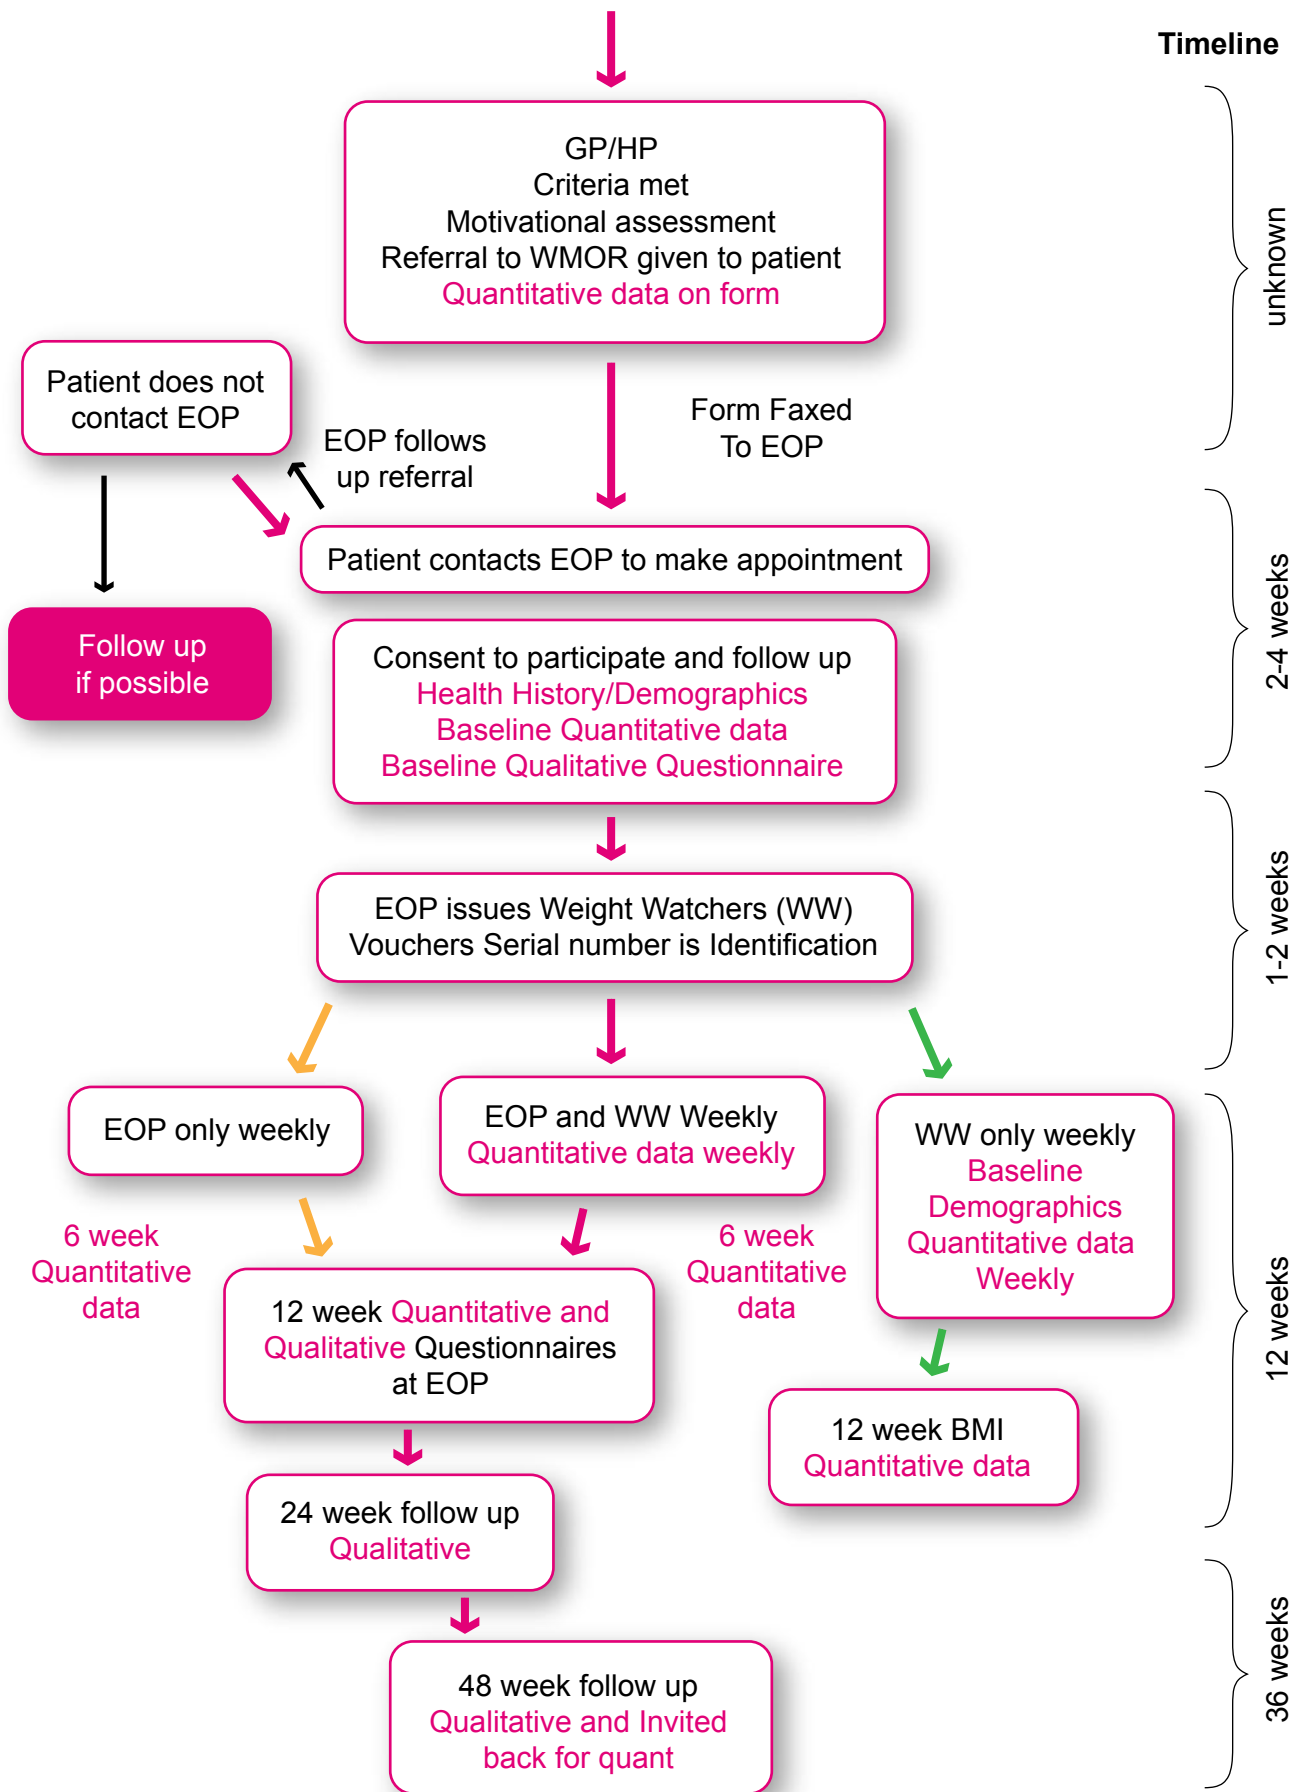 Timeline
GP/HP
Criteria met
Motivational assessment
Referral to WMOR given to patient
Quantitative data on form
unknown
Patient does not
contact EOP
EOP follows
up referral
Form Faxed
To EOP
Patient contacts EOP to make appointment
Follow up
if possible
Consent to participate and follow up
Health History/Demographics
Baseline Quantitative data
Baseline Qualitative Questionnaire
2-4 weeks
EOP issues Weight Watchers (WW)
Vouchers Serial number is Identification
1-2 weeks
EOP only weekly
EOP and WW Weekly
Quantitative data weekly
WW only weekly
Baseline
Demographics
Quantitative data
Weekly
6 week
Quantitative
data
6 week
Quantitative
data
12 week Quantitative and
Qualitative Questionnaires
at EOP
12 week BMI
Quantitative data
12 weeks
24 week follow up
Qualitative
48 week follow up
Qualitative and Invited
back for quant
36 weeks